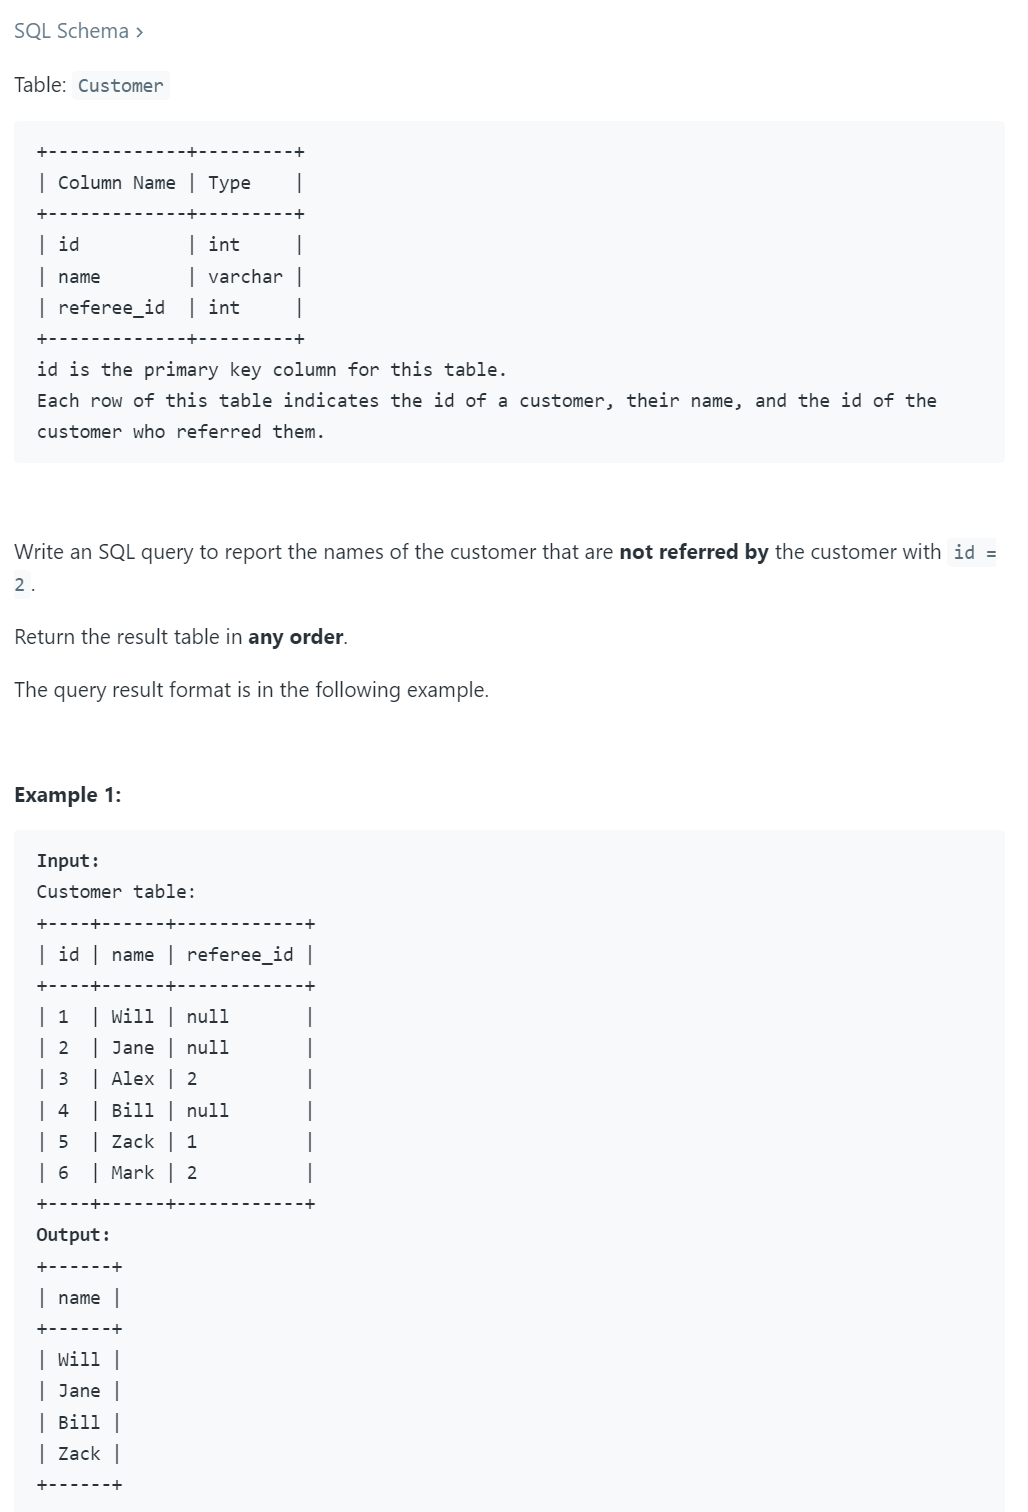 SQL Schema ›
Table: Customer
+-------------+---------+
| Column Name | Type    |
+-------------+---------+
| id          | int     |
| name        | varchar |
| referee_id  | int     |
+-------------+---------+
id is the primary key column for this table.
Each row of this table indicates the id of a customer, their name, and the id of the
customer who referred them.
Write an SQL query to report the names of the customer that are not referred by the customer with id =
2.
Return the result table in any order.
The query result format is in the following example.
Example 1:
Input:
Customer table:
+----+------+------------+
| id | name | referee_id |
+----+------+------------+
| 1  | Will | null       |
| 2  | Jane | null       |
| 3  | Alex | 2          |
| 4  | Bill | null       |
| 5  | Zack | 1          |
| 6  | Mark | 2          |
+----+------+------------+
Output:
+------+
| name |
+------+
| Will |
| Jane |
| Bill |
| Zack |
+------+